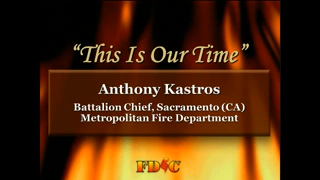 “This Is Our Time”
Anthony Kastros
Battalion Chief, Sacramento (CA)
Metropolitan Fire Department
FDIC